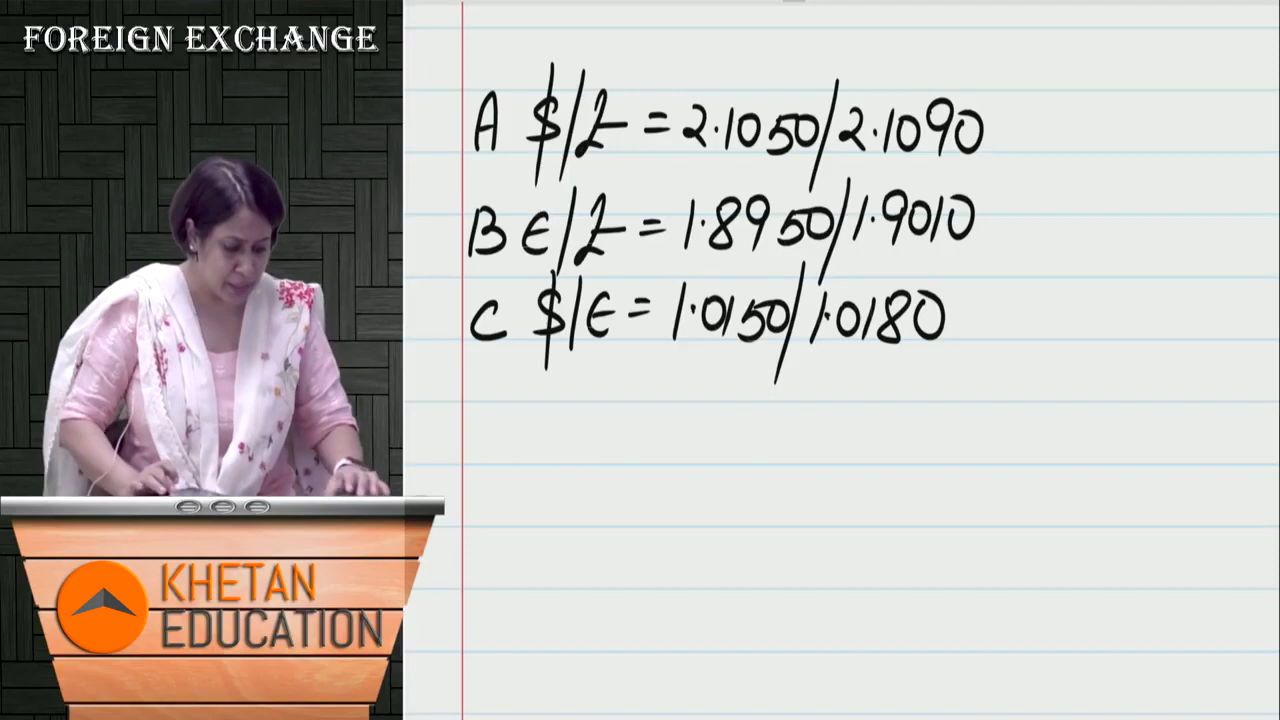 FOREIGN EXCHANGE
A $/£ = 2.1050/2.1090
B €/£ = 1.8950/1.9010
C $/€ = 1.0150/1.0180
KHETAN
EDUCATION